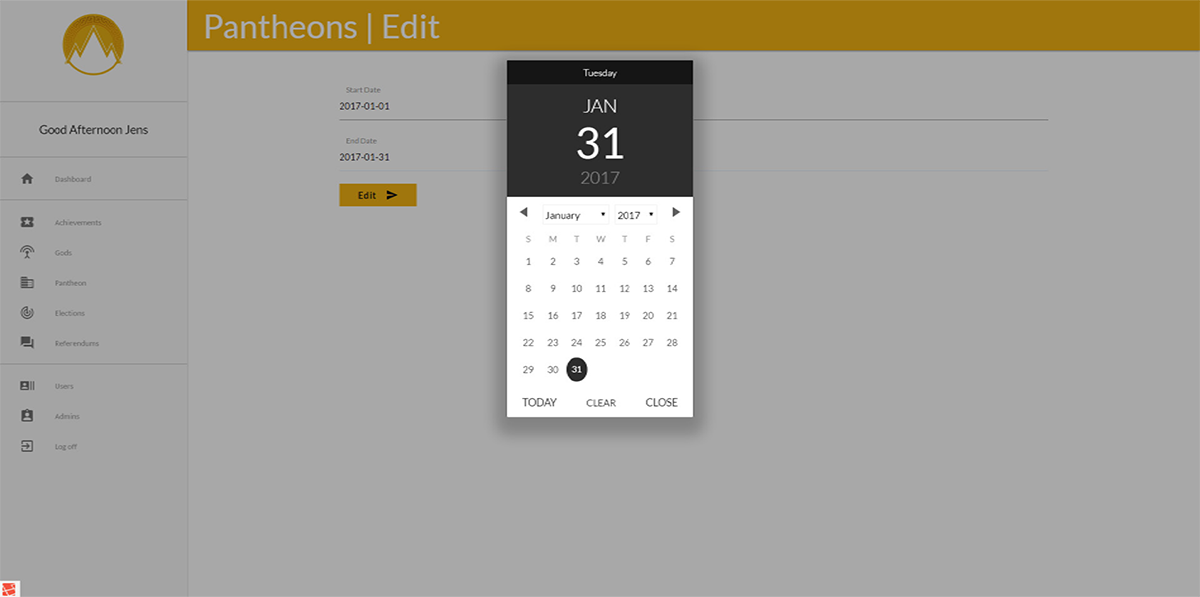 Pantheons | Edit
Good Afternoon Jens
Dashboard
Achievements
Gods
Pantheon
Elections
Referendums
Users
Admins
Log off
Start Date
2017-01-01
End Date
2017-01-31
Edit
Tuesday
JAN
31
2017
January 2017
S M T W T F S
1 2 3 4 5 6 7
8 9 10 11 12 13 14
15 16 17 18 19 20 21
22 23 24 25 26 27 28
29 30 31
TODAY CLEAR CLOSE